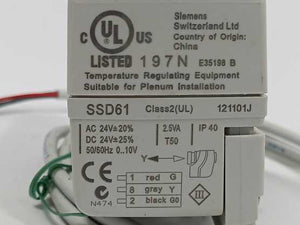 Siemens
Switzerland Ltd
Country of Origin:
China
C UL US
LISTED 197N E35198 B
Temperature Regulating Equipment
Suitable for Plenum Installation
SSD61 Class2(UL) 121101J
AC 24V±20% 2.5VA IP 40
DC 24V±25% T50
50/60Hz 0..10V
Y
1 red G
8 grey Y
2 black G0
N474
III